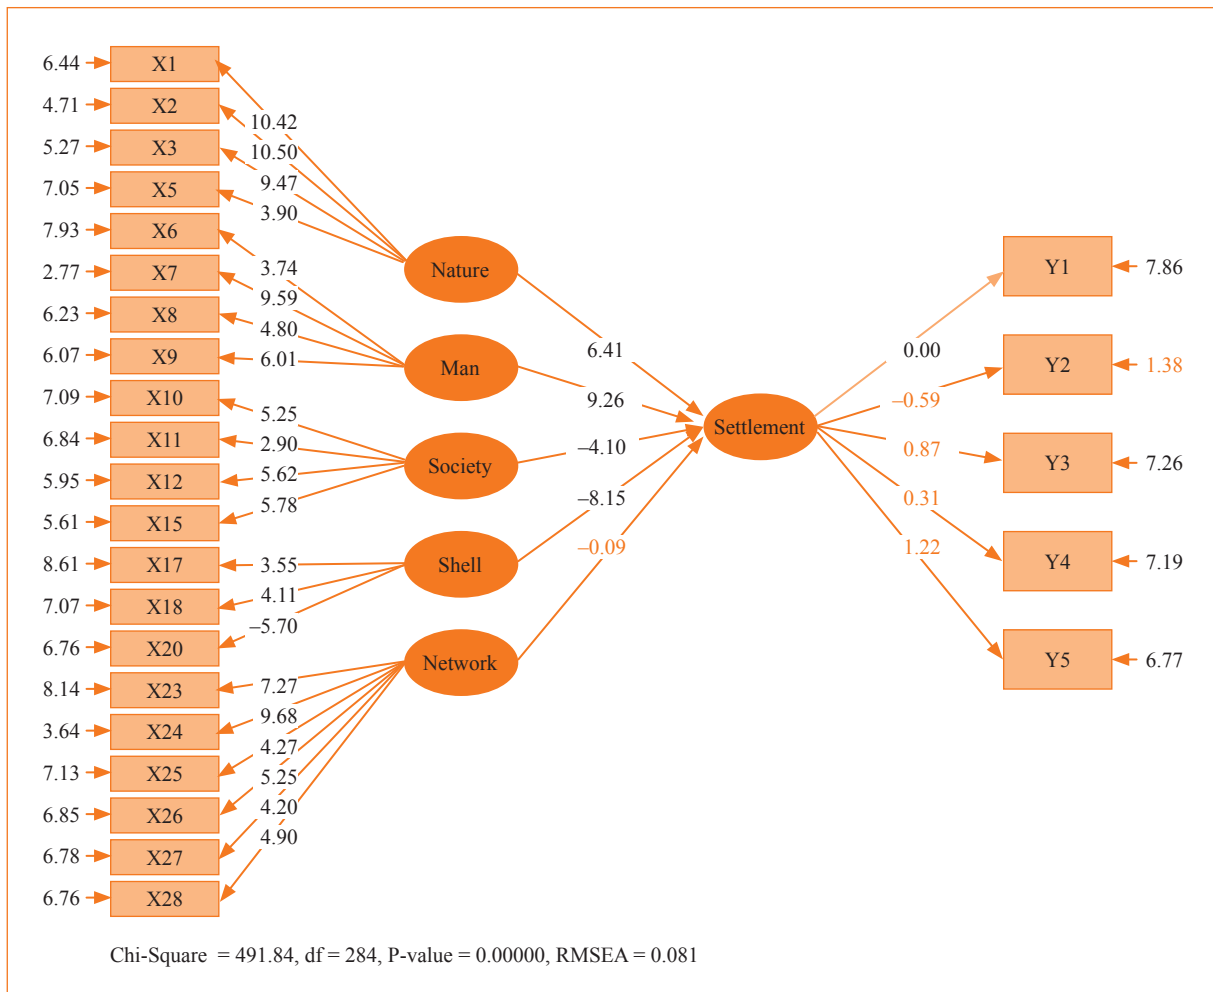 6.44 X1
4.71 X2
5.27 X3
7.05 X5
7.93 X6
2.77 X7
6.23 X8
6.07 X9
7.09 X10
6.84 X11
5.95 X12
5.61 X15
8.61 X17
7.07 X18
6.76 X20
8.14 X23
3.64 X24
7.13 X25
6.85 X26
6.78 X27
6.76 X28
10.42
10.50
9.47
3.90
3.74
9.59
4.80
6.01
5.25
2.90
5.62
5.78
3.55
4.11
–5.70
7.27
9.68
4.27
5.25
4.20
4.90
Nature
Man
Society
Shell
Network
6.41
9.26
–4.10
–8.15
–0.09
Settlement
0.00
–0.59
0.87
0.31
1.22
Y1 7.86
Y2 1.38
Y3 7.26
Y4 7.19
Y5 6.77
Chi-Square = 491.84, df = 284, P-value = 0.00000, RMSEA = 0.081